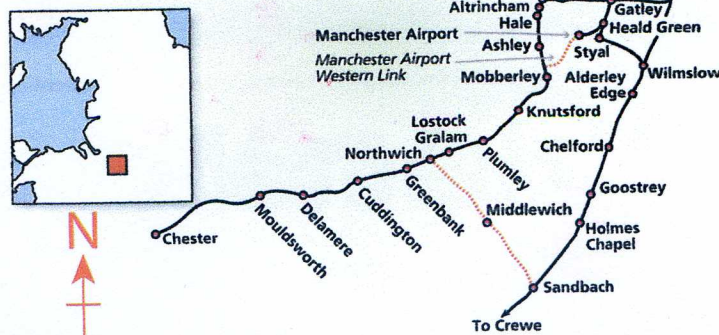 Altrincham
Hale
Gatley
Heald Green
Manchester Airport
Ashley
Styal
Manchester Airport
Western Link
Mobberley
Alderley
Edge
Wilmslow
Knutsford
Lostock
Gralam
Chelford
Northwich
Plumley
Greenbank
Goostrey
Cuddington
Middlewich
Delamere
Holmes
Chapel
Mouldsworth
N
Chester
Sandbach
To Crewe